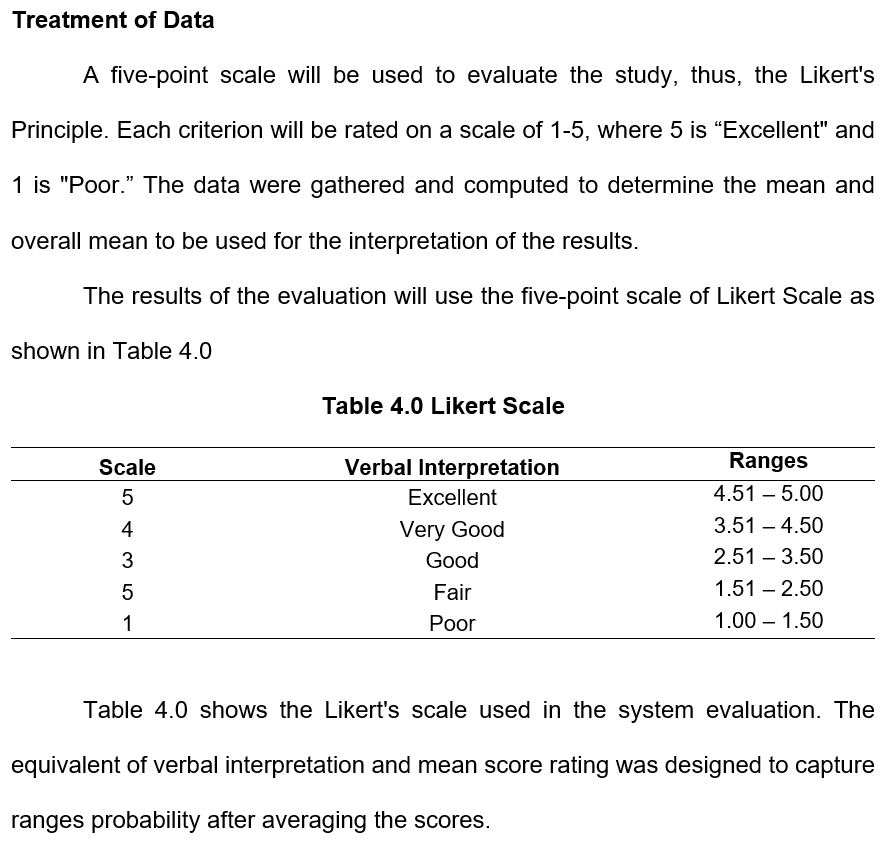 Treatment of Data
A five-point scale will be used to evaluate the study, thus, the Likert's
Principle. Each criterion will be rated on a scale of 1-5, where 5 is “Excellent" and
1 is "Poor.” The data were gathered and computed to determine the mean and
overall mean to be used for the interpretation of the results.
The results of the evaluation will use the five-point scale of Likert Scale as
shown in Table 4.0
Table 4.0 Likert Scale
Scale Verbal Interpretation Ranges
5 Excellent 4.51 – 5.00
4 Very Good 3.51 – 4.50
3 Good 2.51 – 3.50
5 Fair 1.51 – 2.50
1 Poor 1.00 – 1.50
Table 4.0 shows the Likert's scale used in the system evaluation. The
equivalent of verbal interpretation and mean score rating was designed to capture
ranges probability after averaging the scores.